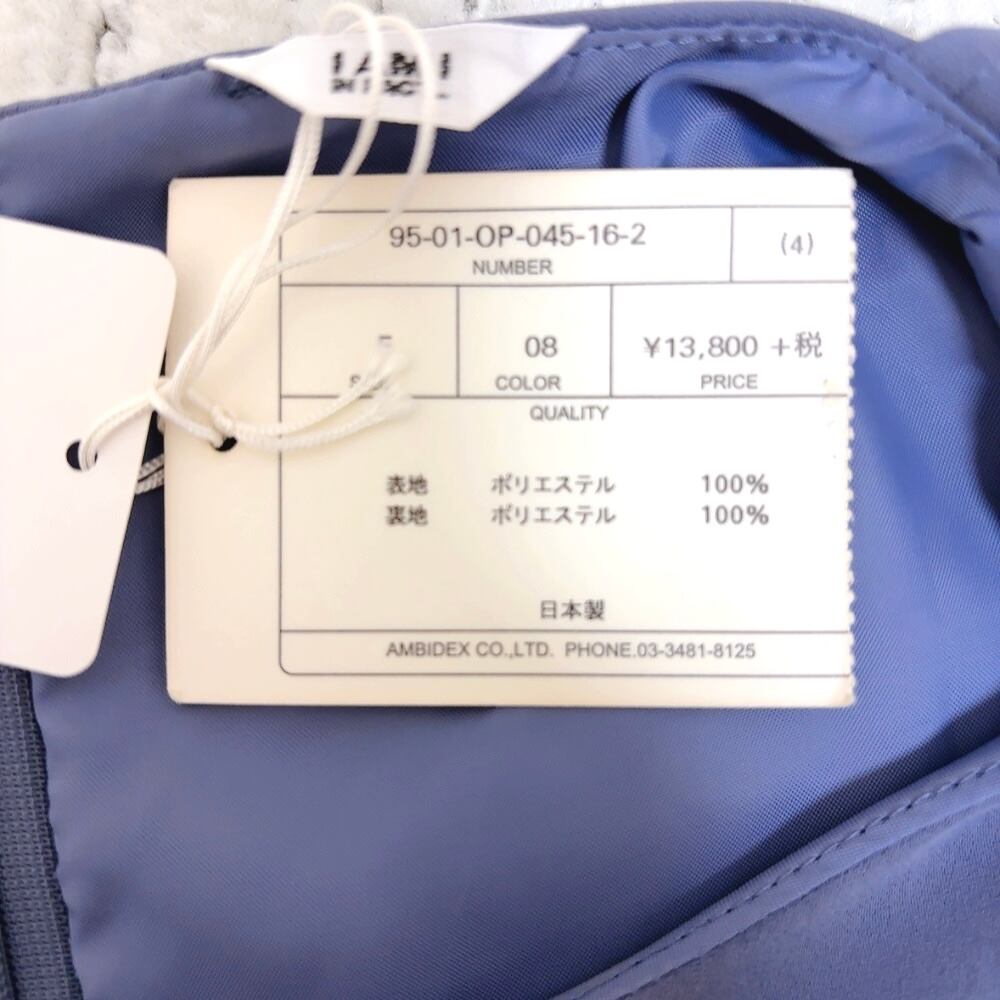 95-01-OP-045-16-2
(4)
NUMBER
08
¥13,800 +税
COLOR
PRICE
QUALITY
表地 ポリエステル 100%
裏地 ポリエステル 100%
日本製
AMBIDEX CO.,LTD. PHONE.03-3481-8125